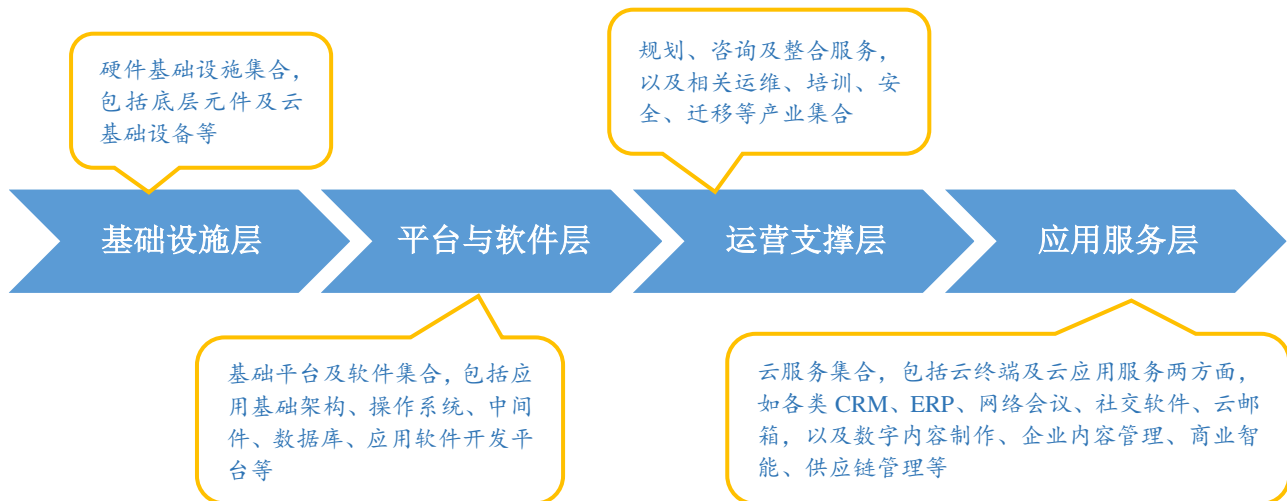 硬件基础设施集合，
包括底层元件及云
基础设备等
规划、咨询及整合服务，
以及相关运维、培训、安
全、迁移等产业集合
基础设施层
平台与软件层
运营支撑层
应用服务层
基础平台及软件集合，包括应
用基础架构、操作系统、中间
件、数据库、应用软件开发平
台等
云服务集合，包括云终端及云应用服务两方面，
如各类 CRM、ERP、网络会议、社交软件、云邮
箱，以及数字内容制作、企业内容管理、商业智
能、供应链管理等